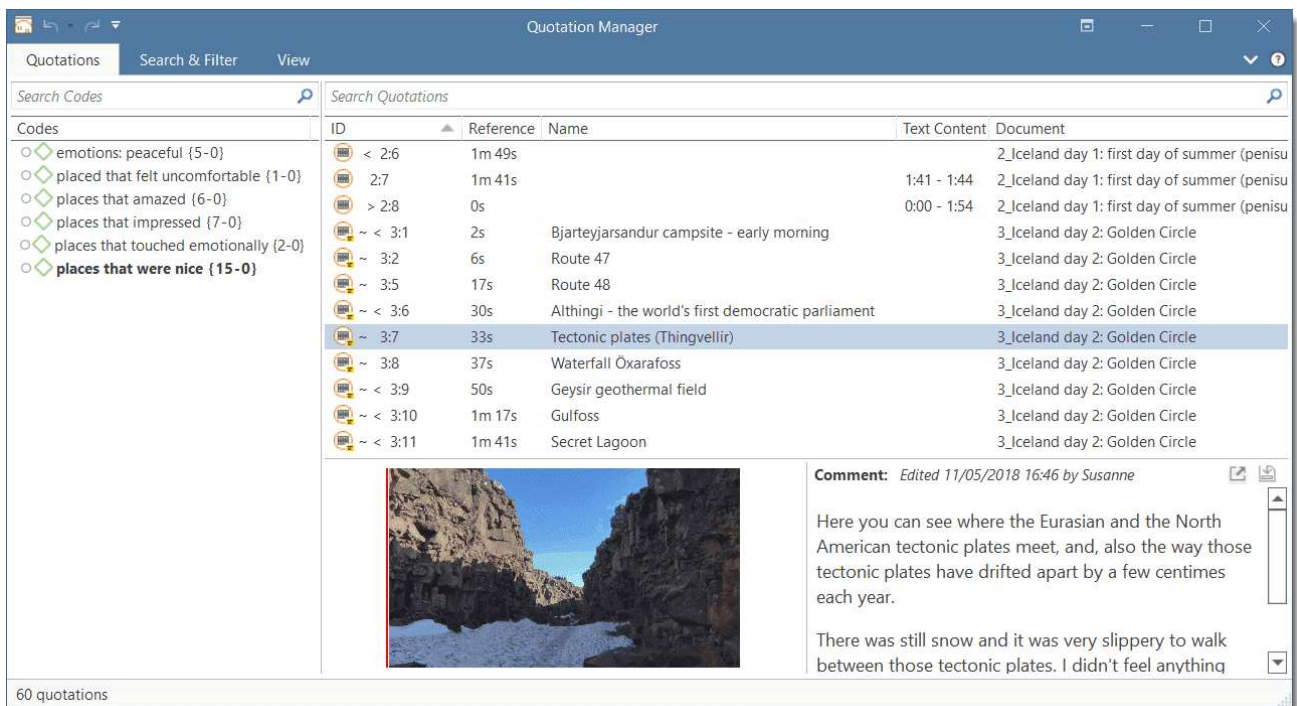 Quotation Manager
Quotations Search & Filter View
Search Codes
Search Quotations
Codes
emotions: peaceful {5-0}
placed that felt uncomfortable {1-0}
places that amazed {6-0}
places that impressed {7-0}
places that touched emotionally {2-0}
places that were nice {15-0}
ID Reference Name Text Content Document
< 2:6 1m 49s 2_Iceland day 1: first day of summer (penisu
2:7 1m 41s 1:41 - 1:44 2_Iceland day 1: first day of summer (penisu
> 2:8 0s 0:00 - 1:54 2_Iceland day 1: first day of summer (penisu
~ < 3:1 2s Bjarteyjarsandur campsite - early morning 3_Iceland day 2: Golden Circle
~ 3:2 6s Route 47 3_Iceland day 2: Golden Circle
~ 3:5 17s Route 48 3_Iceland day 2: Golden Circle
~ < 3:6 30s Althingi - the world's first democratic parliament 3_Iceland day 2: Golden Circle
~ 3:7 33s Tectonic plates (Thingvellir) 3_Iceland day 2: Golden Circle
~ 3:8 37s Waterfall Öxarafoss 3_Iceland day 2: Golden Circle
~ < 3:9 50s Geysir geothermal field 3_Iceland day 2: Golden Circle
~ < 3:10 1m 17s Gulfoss 3_Iceland day 2: Golden Circle
~ < 3:11 1m 41s Secret Lagoon 3_Iceland day 2: Golden Circle
Comment: Edited 11/05/2018 16:46 by Susanne
Here you can see where the Eurasian and the North
American tectonic plates meet, and, also the way those
tectonic plates have drifted apart by a few centimes
each year.
There was still snow and it was very slippery to walk
between those tectonic plates. I didn't feel anything
60 quotations